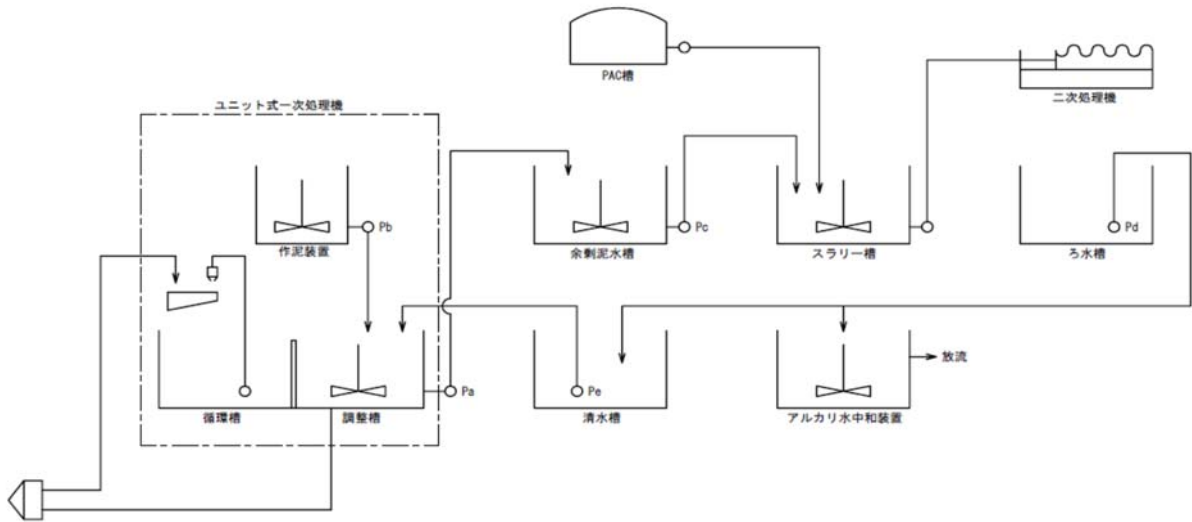 PAC槽
二次処理機
ユニット式一次処理機
作泥装置
Pb
余剰泥水槽
Pc
スラリー槽
ろ水槽
Pd
循環槽
調整槽
Pa
清水槽
Pe
アルカリ水中和装置
放流